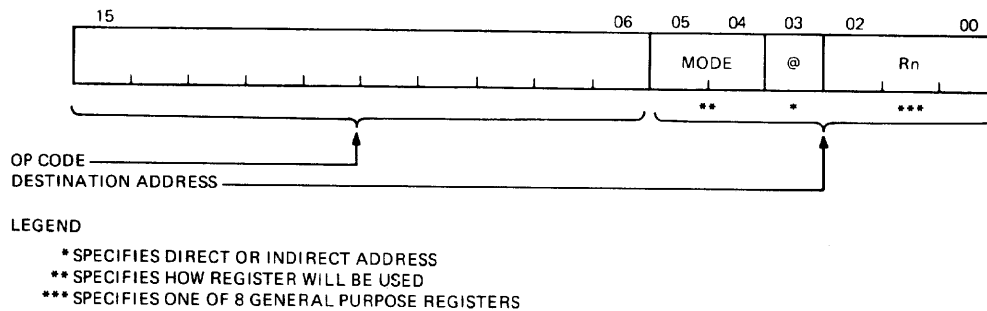 15 06 05 04 03 02 00
MODE @ Rn
** * ***
OP CODE
DESTINATION ADDRESS
LEGEND
* SPECIFIES DIRECT OR INDIRECT ADDRESS
** SPECIFIES HOW REGISTER WILL BE USED
*** SPECIFIES ONE OF 8 GENERAL PURPOSE REGISTERS